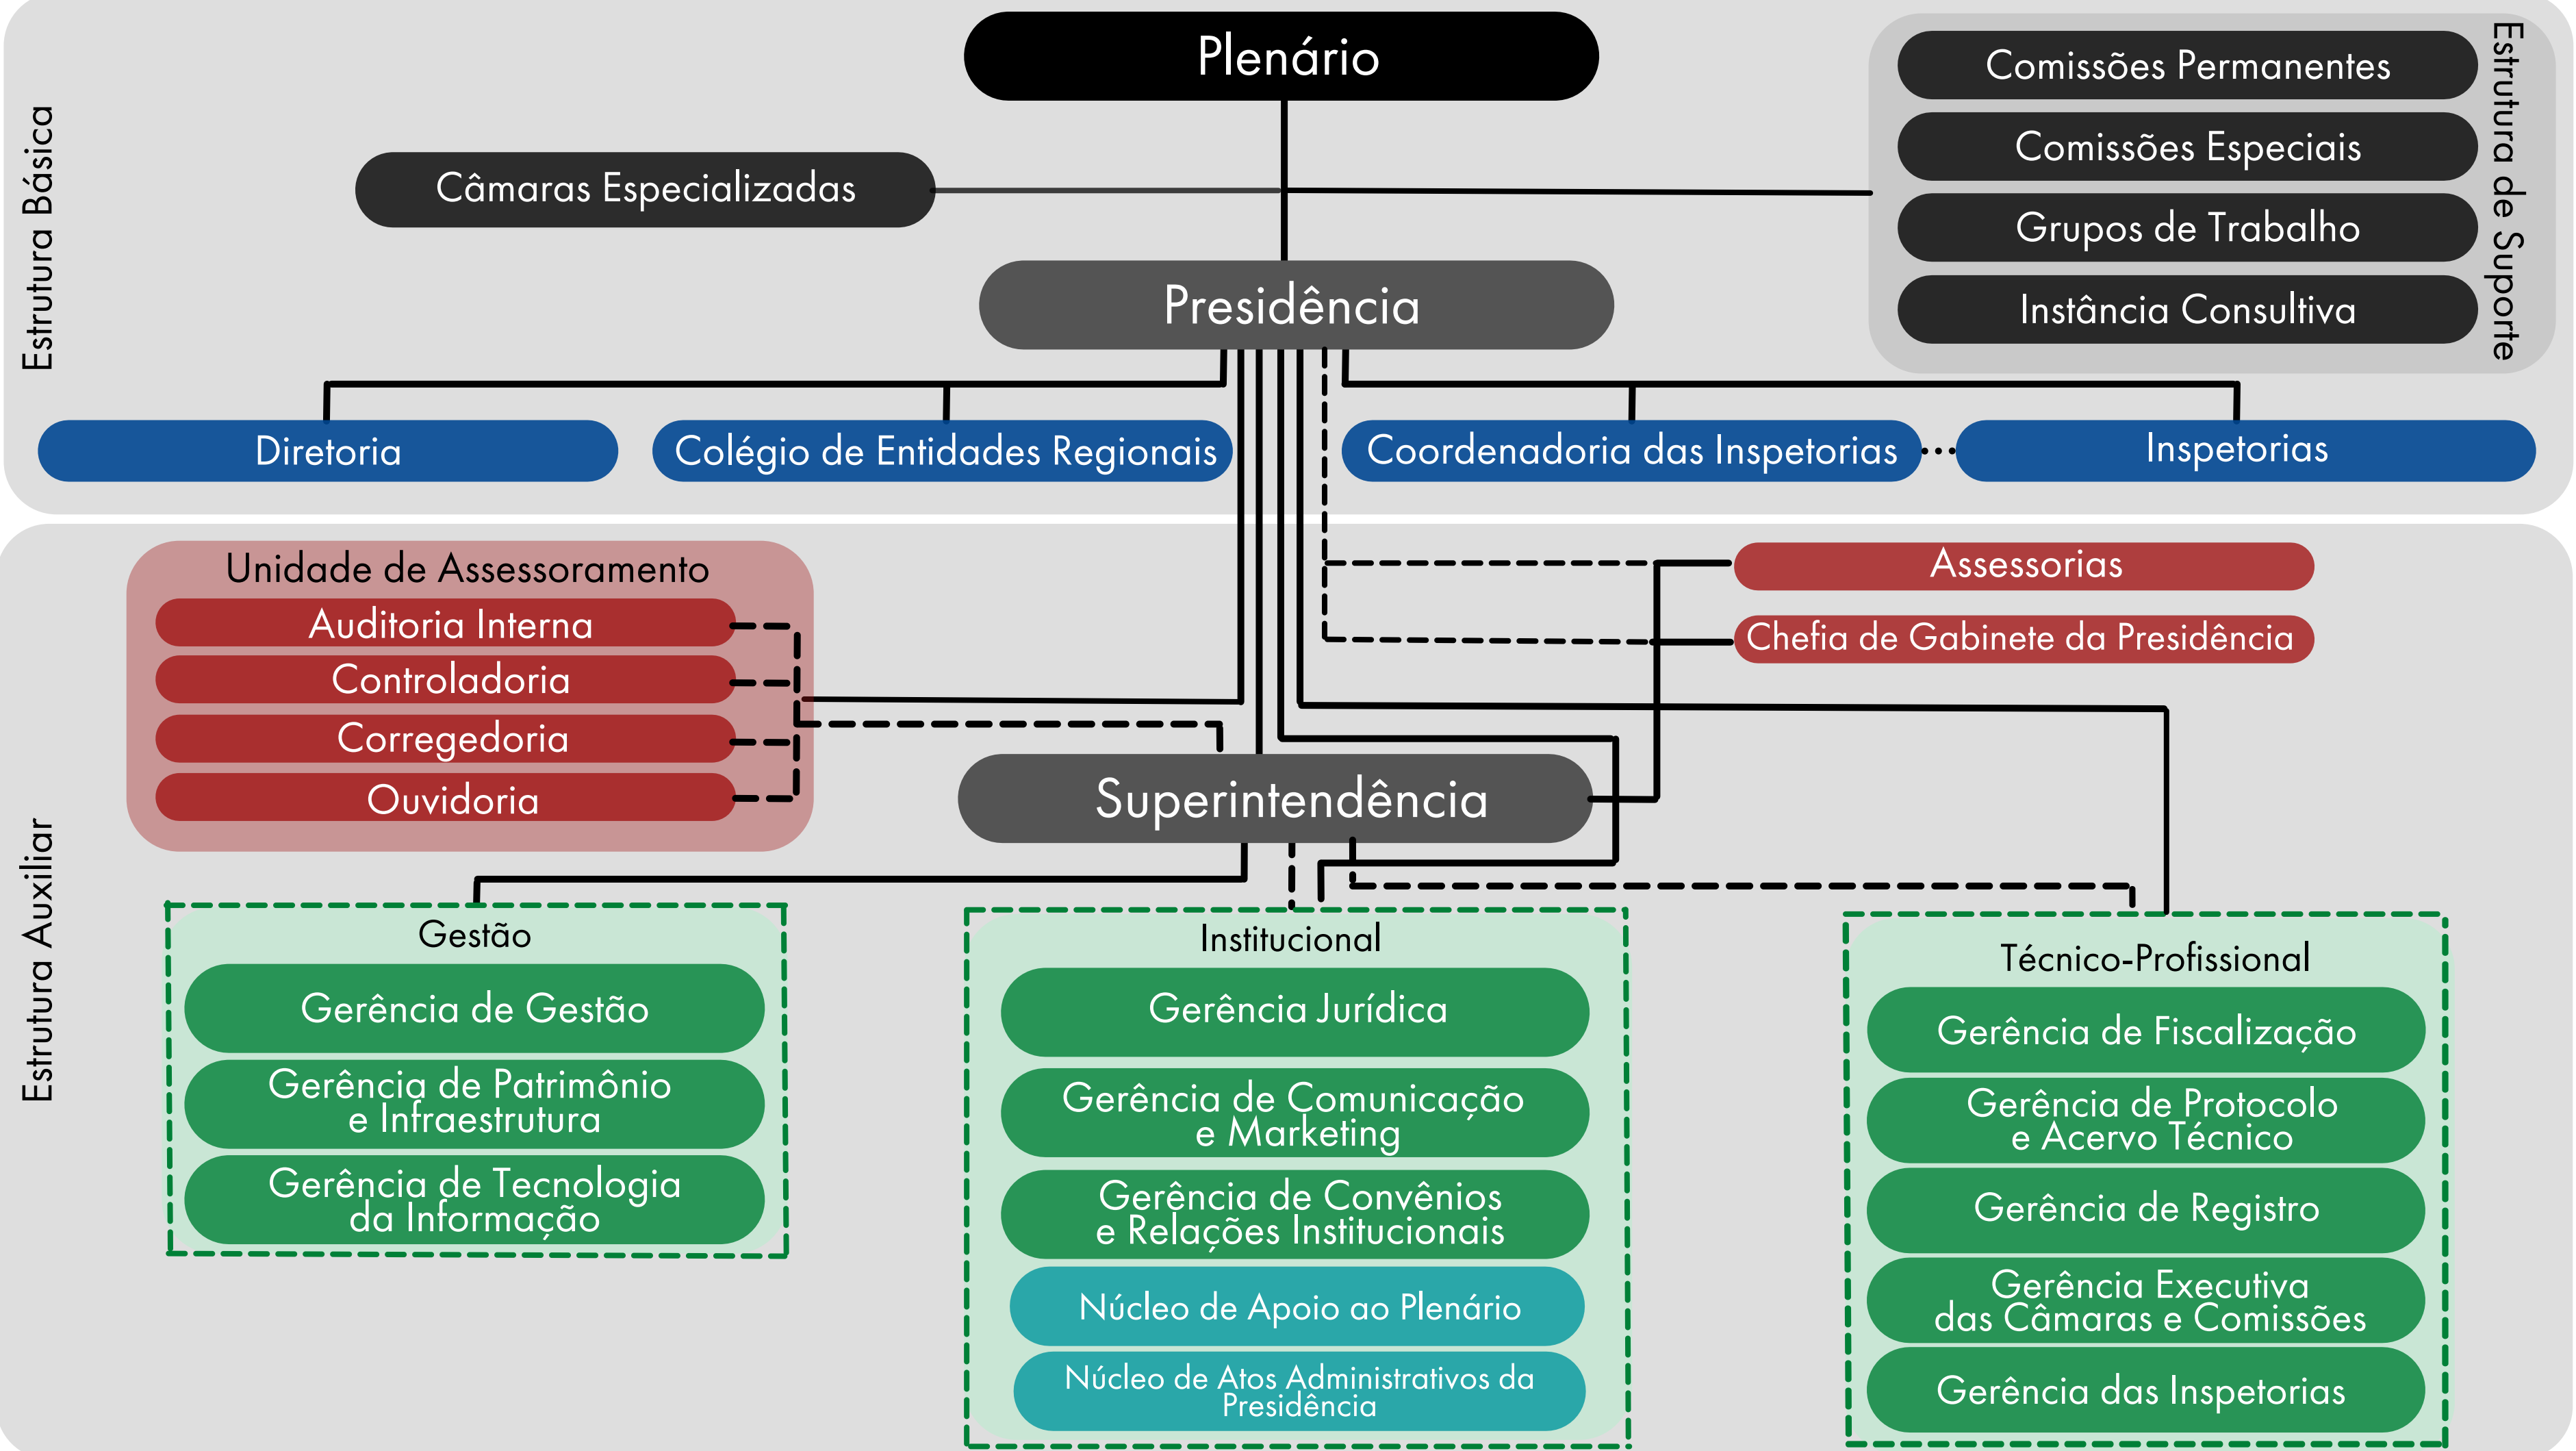 Estrutura Básica
Plenário
Câmaras Especializadas
Estrutura de Suporte
Comissões Permanentes
Comissões Especiais
Grupos de Trabalho
Instância Consultiva
Presidência
Diretoria
Colégio de Entidades Regionais
Coordenadoria das Inspetorias
Inspetorias
Estrutura Auxiliar
Unidade de Assessoramento
Auditoria Interna
Controladoria
Corregedoria
Ouvidoria
Assessorias
Chefia de Gabinete da Presidência
Superintendência
Gestão
Gerência de Gestão
Gerência de Patrimônio
e Infraestrutura
Gerência de Tecnologia
da Informação
Institucional
Gerência Jurídica
Gerência de Comunicação
e Marketing
Gerência de Convênios
e Relações Institucionais
Núcleo de Apoio ao Plenário
Núcleo de Atos Administrativos da
Presidência
Técnico-Profissional
Gerência de Fiscalização
Gerência de Protocolo
e Acervo Técnico
Gerência de Registro
Gerência Executiva
das Câmaras e Comissões
Gerência das Inspetorias